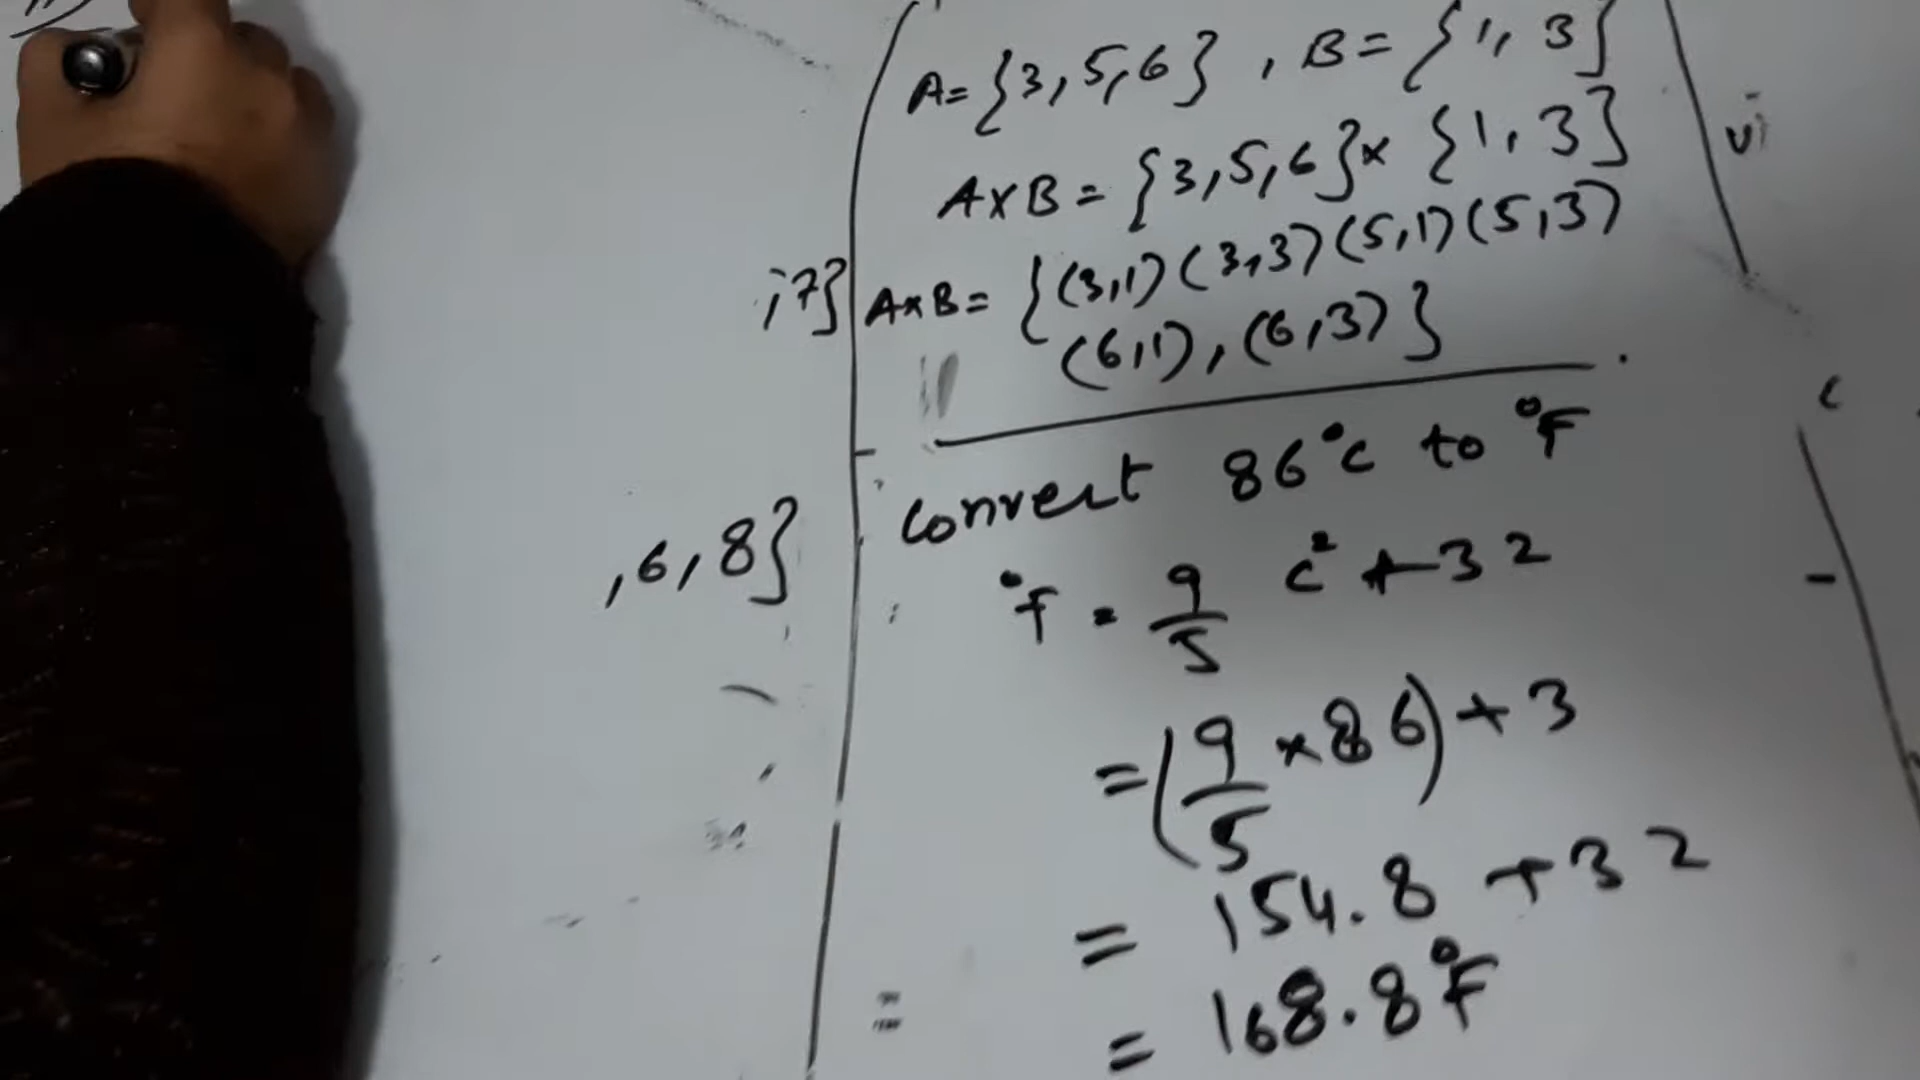 A = {3, 5, 6} , B = {1, 3}
A × B = {3, 5, 6} × {1, 3}
A × B = {(3,1) (3,3) (5,1) (5,3)
(6,1), (6,3)}
, 7}
convert 86°C to °F
, 6, 8}
°F = 9/5 C° + 32
= (9/5 × 86) + 3
= 154.8 + 32
= 168.8°F
vi
=